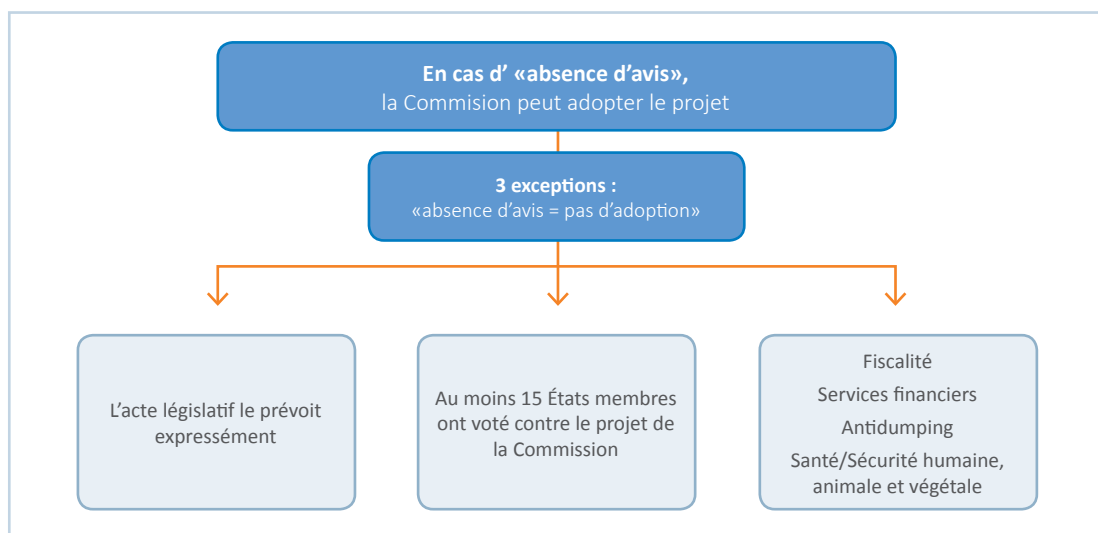 En cas d' «absence d'avis»,
la Commision peut adopter le projet
3 exceptions :
«absence d'avis = pas d'adoption»
L'acte législatif le prévoit
expressément
Au moins 15 États membres
ont voté contre le projet de
la Commission
Fiscalité
Services financiers
Antidumping
Santé/Sécurité humaine,
animale et végétale